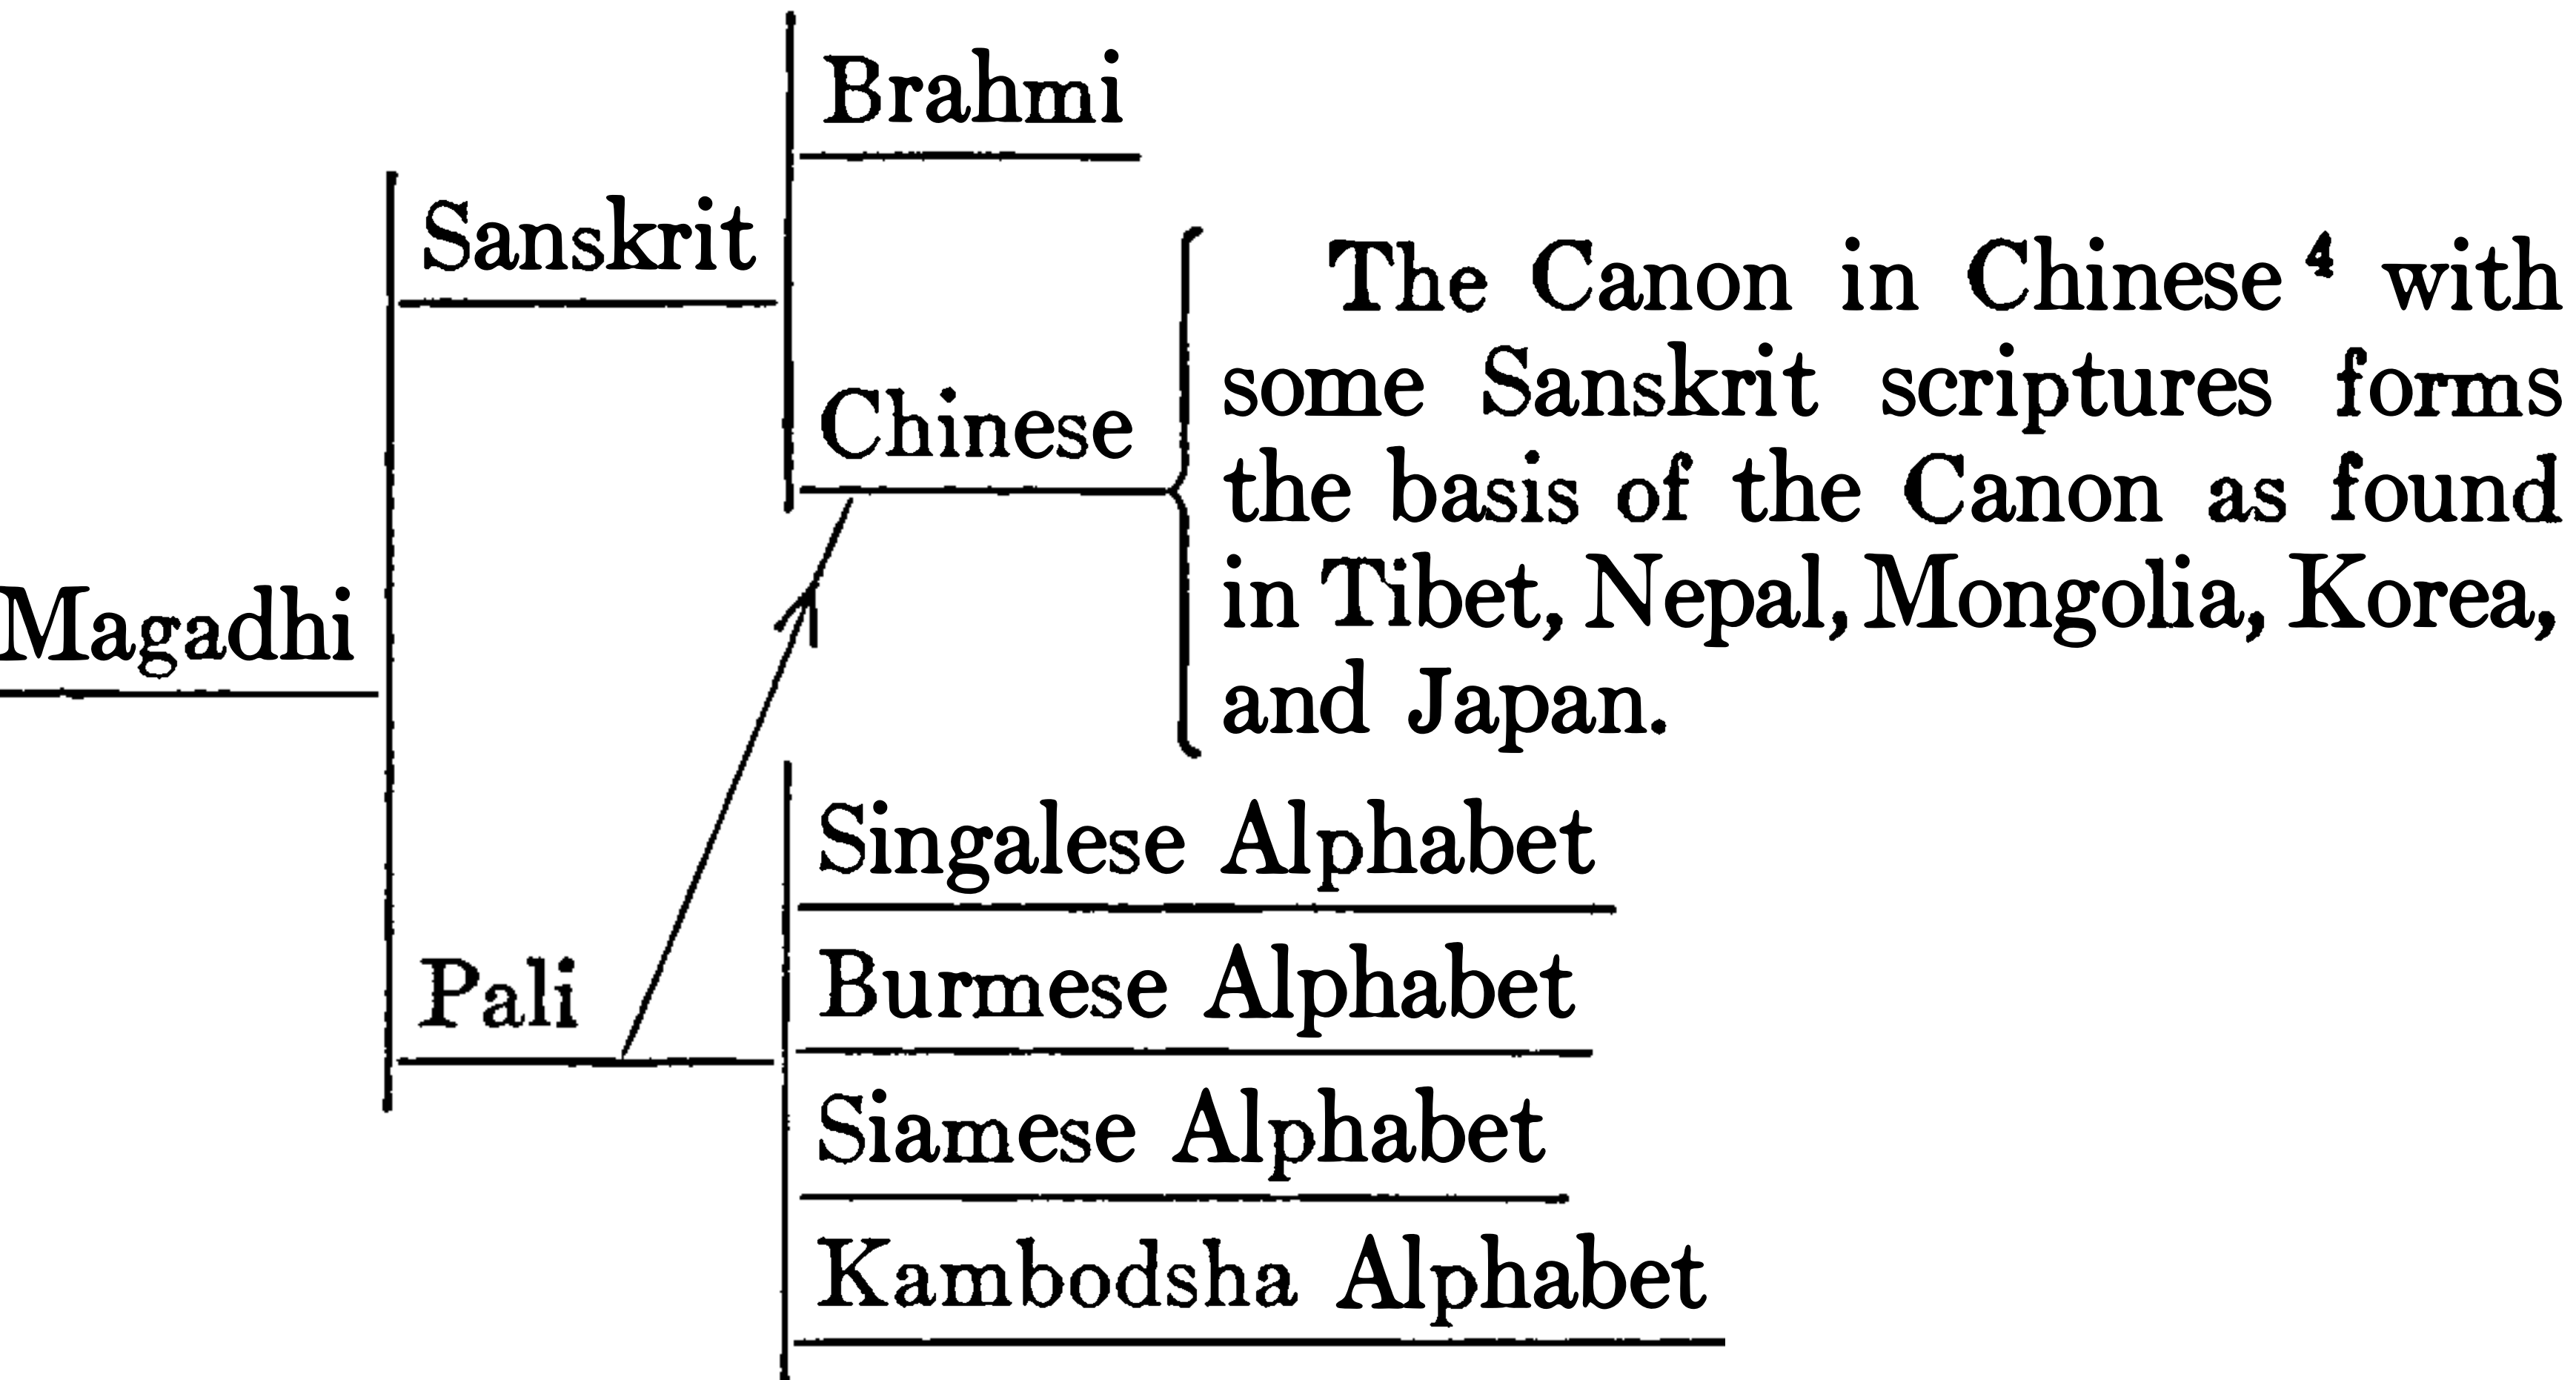 Brahmi
Sanskrit
The Canon in Chinese ⁴ with
some Sanskrit scriptures forms
Chinese
the basis of the Canon as found
in Tibet, Nepal, Mongolia, Korea,
Magadhi
and Japan.
Singalese Alphabet
Pali
Burmese Alphabet
Siamese Alphabet
Kambodsha Alphabet